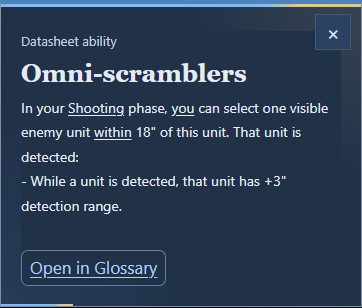 Datasheet ability
×
Omni-scramblers
In your Shooting phase, you can select one visible
enemy unit within 18" of this unit. That unit is
detected:
- While a unit is detected, that unit has +3"
detection range.
Open in Glossary